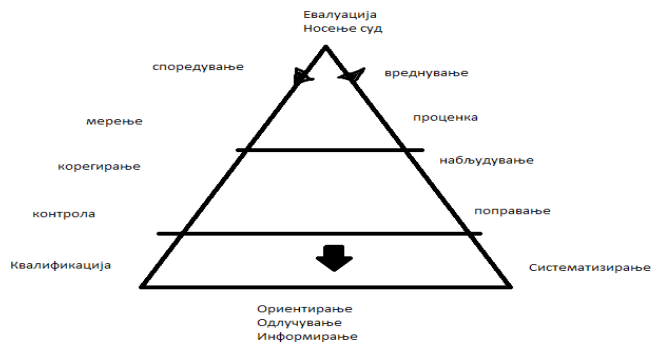 Евалуација
Носење суд
споредување
вреднување
мерење
проценка
корегирање
набљудување
контрола
поправање
Квалификација
Систематизирање
Ориентирање
Одлучување
Информирање